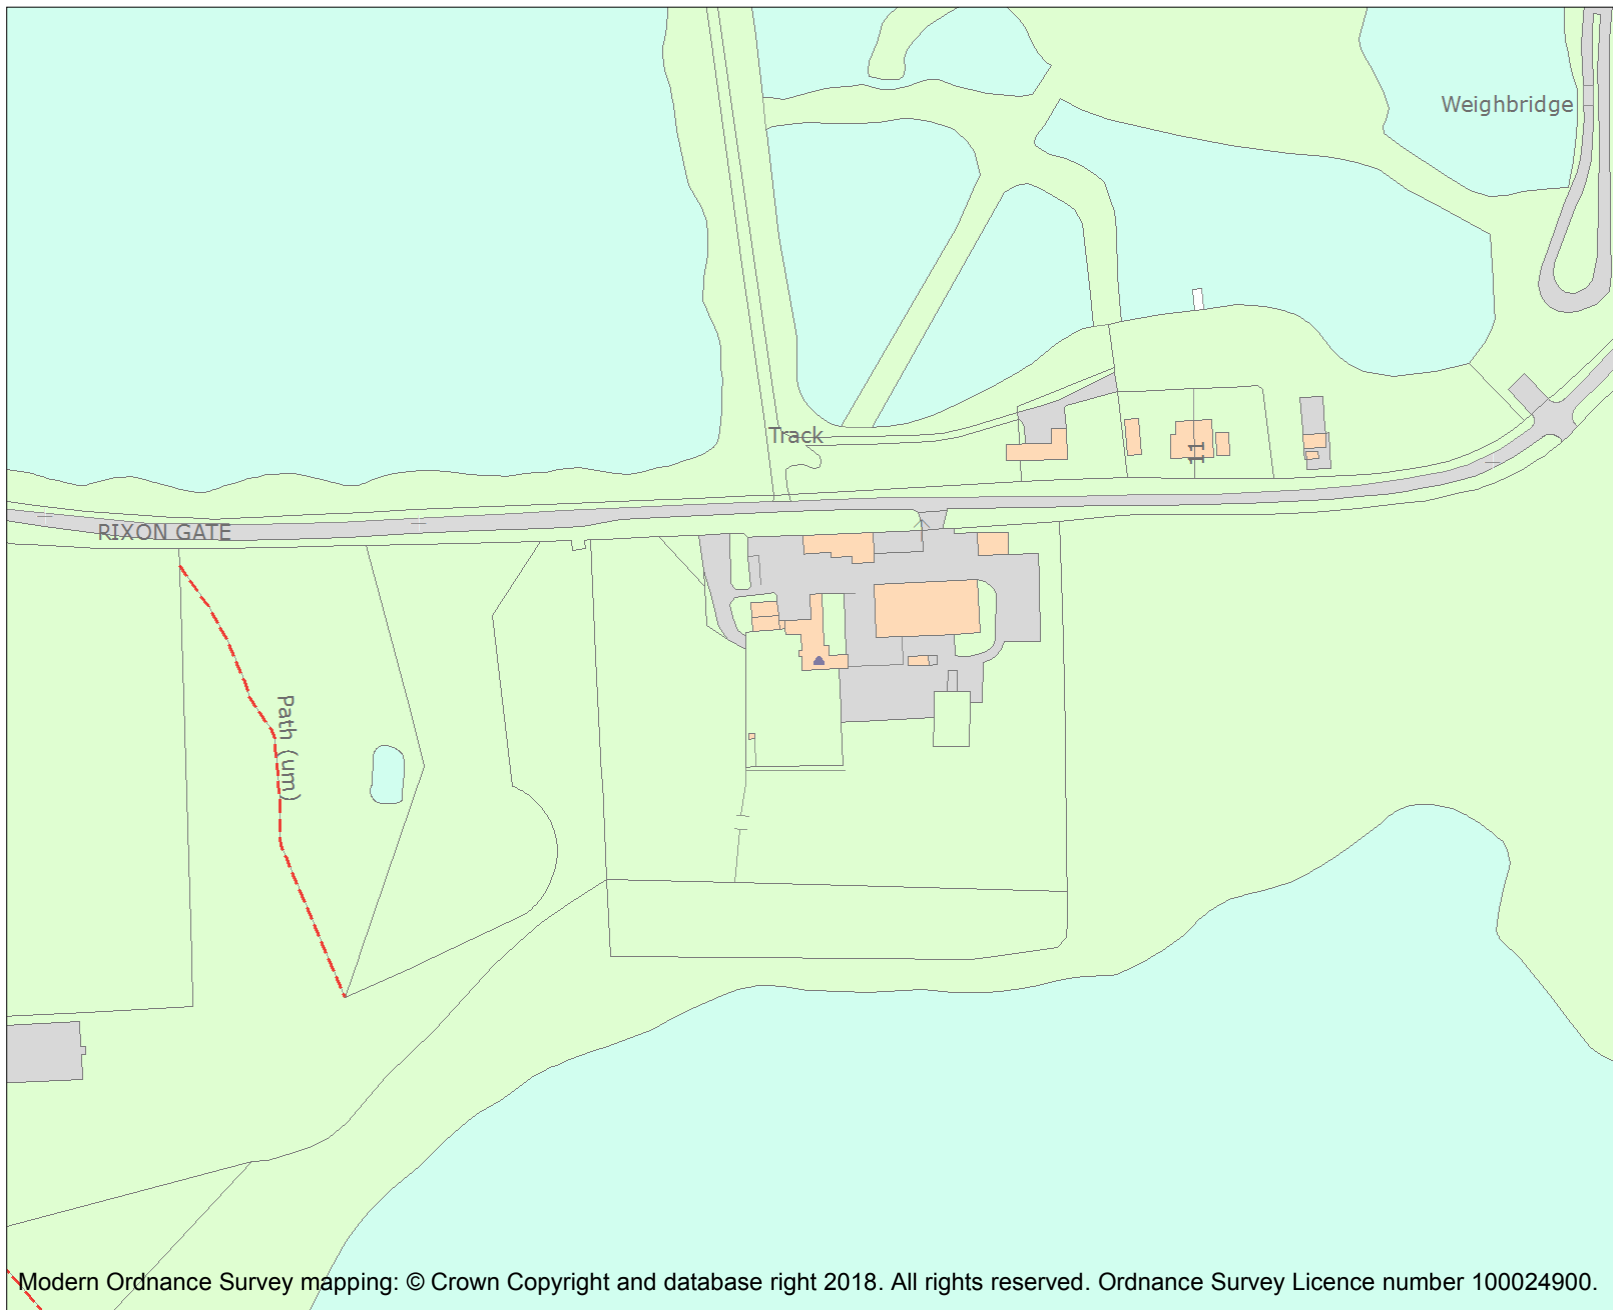 Weighbridge
Track
11
RIXON GATE
Path (um)
Modern Ordnance Survey mapping: © Crown Copyright and database right 2018. All rights reserved. Ordnance Survey Licence number 100024900.